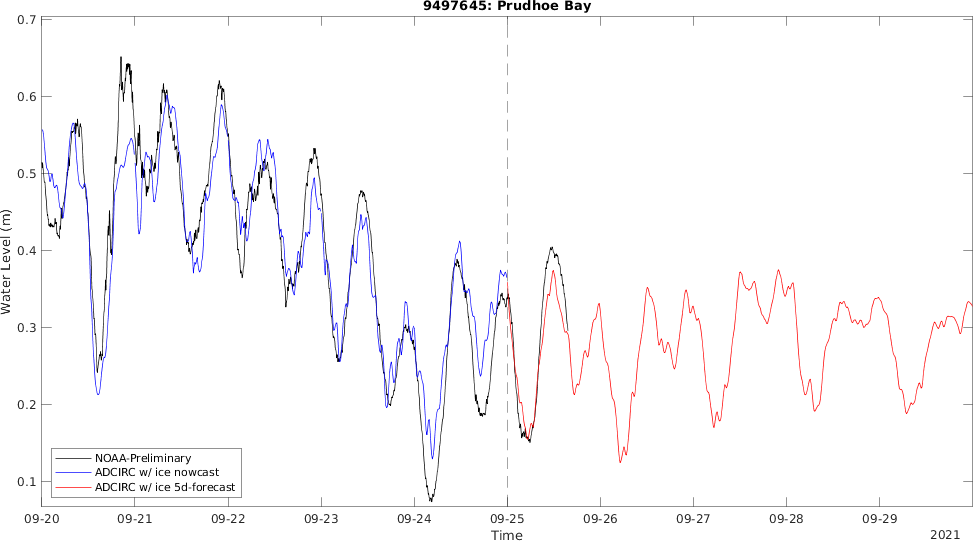 9497645: Prudhoe Bay
0.7
0.6
0.5
0.4
0.3
0.2
0.1
Water Level (m)
NOAA-Preliminary
ADCIRC w/ ice nowcast
ADCIRC w/ ice 5d-forecast
09-20 09-21 09-22 09-23 09-24 09-25 09-26 09-27 09-28 09-29
Time
2021